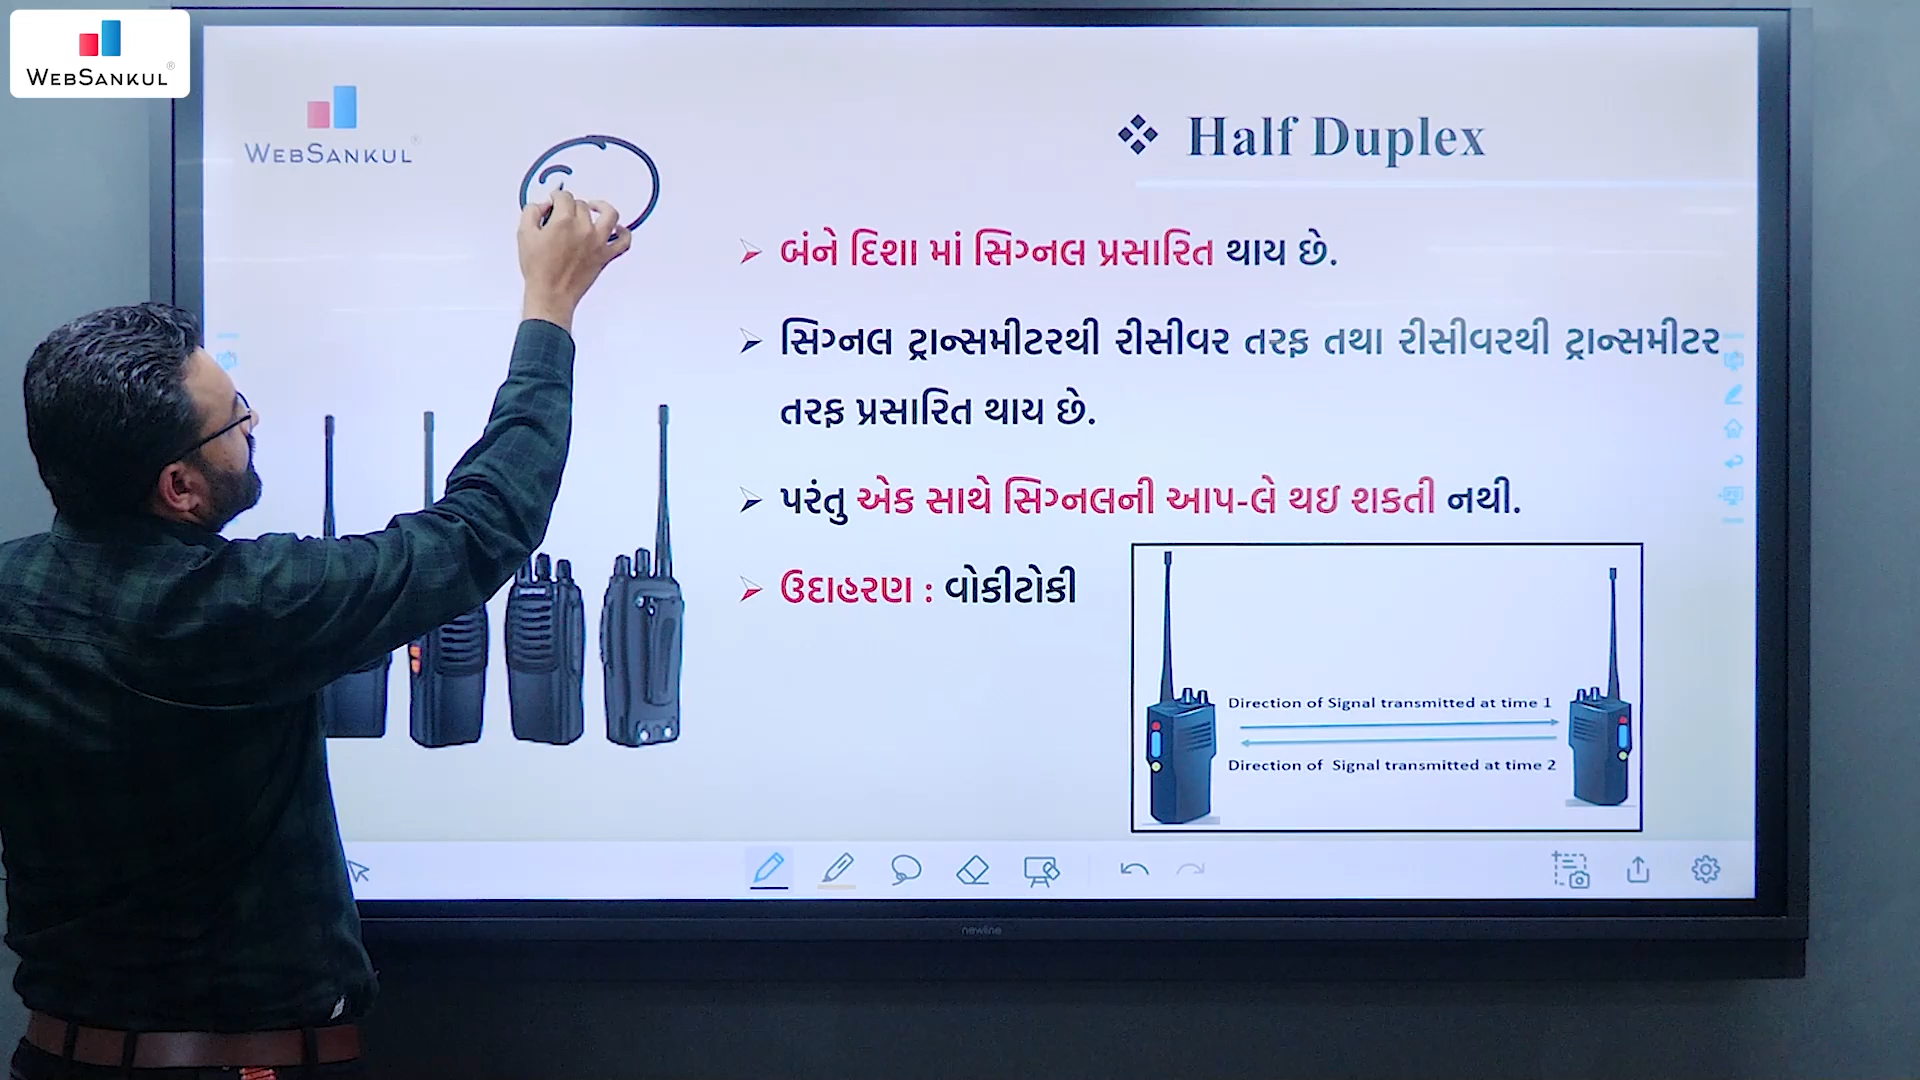 WEBSANKUL®
WEBSANKUL
❖ Half Duplex
➢ બંને દિશા માં સિગ્નલ પ્રસારિત થાય છે.
➢ સિગ્નલ ટ્રાન્સમીટરથી રીસીવર તરફ તથા રીસીવરથી ટ્રાન્સમીટર
તરફ પ્રસારિત થાય છે.
➢ પરંતુ એક સાથે સિગ્નલની આપ-લે થઇ શકતી નથી.
➢ ઉદાહરણ : વોકીટોકી
Direction of Signal transmitted at time 1
Direction of Signal transmitted at time 2
newline